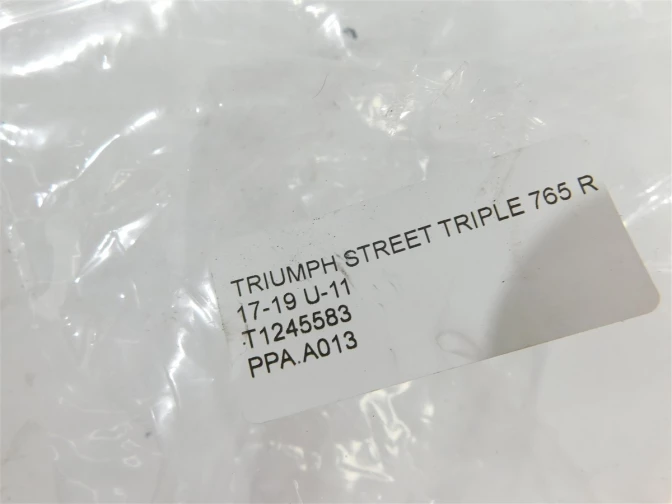 TRIUMPH STREET TRIPLE 765 R
17-19 U-11
T1245583
PPA.A013